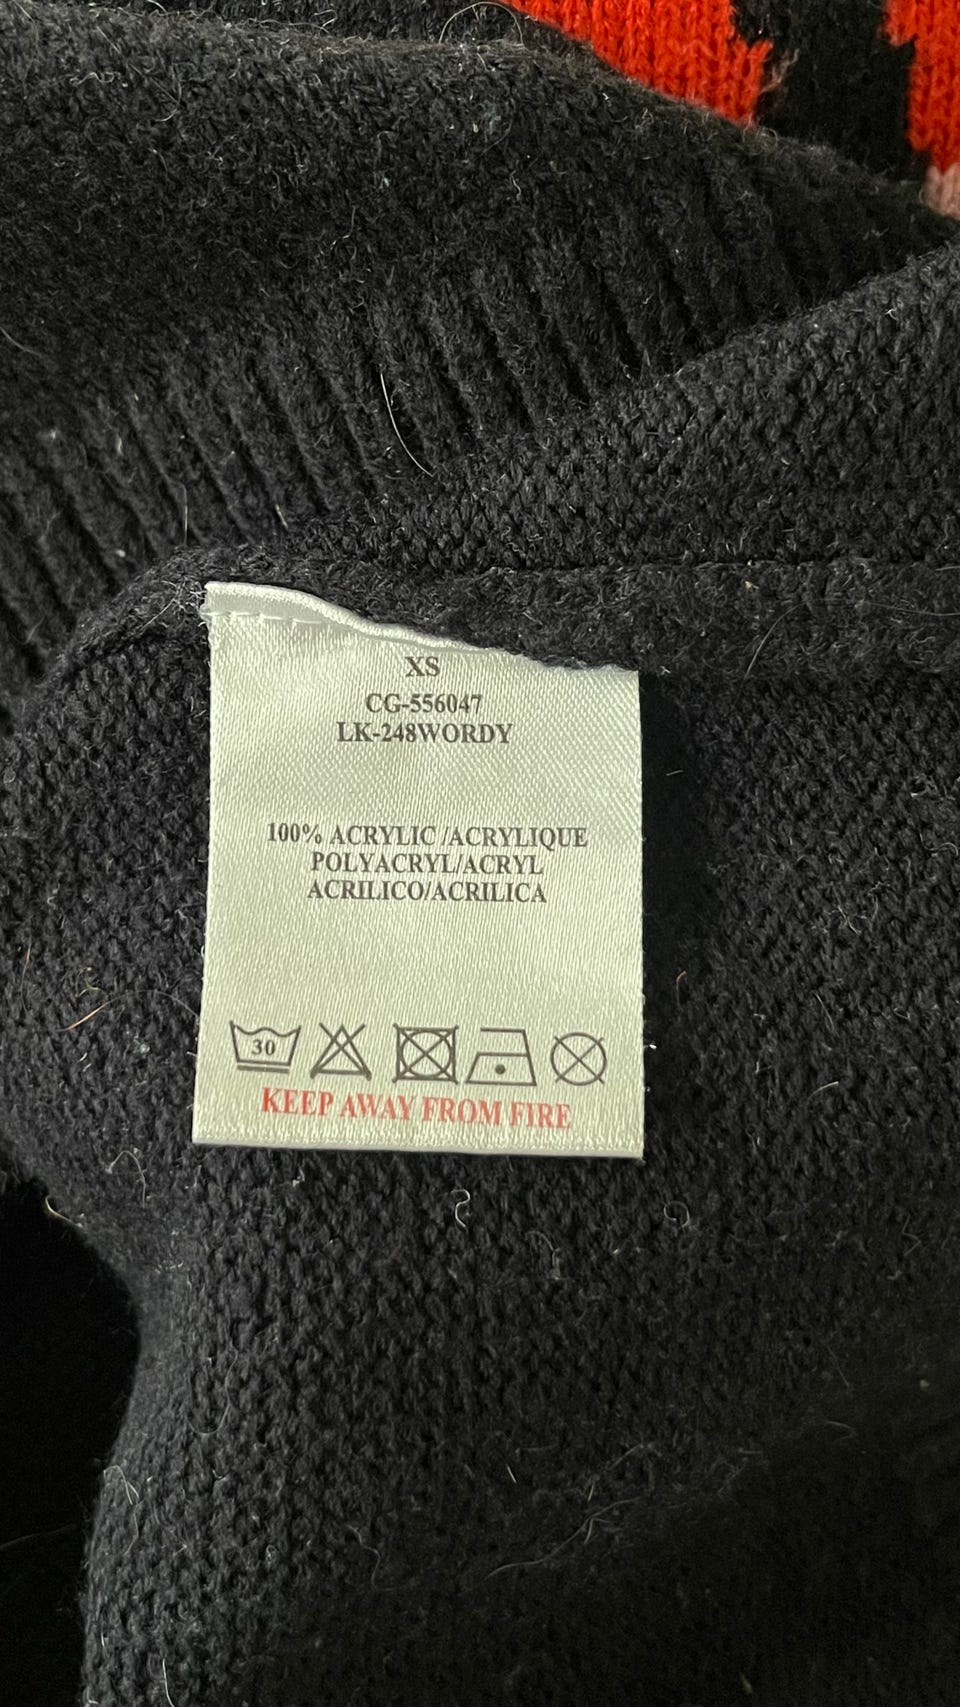 XS
CG-556047
LK-248WORDY
100% ACRYLIC /ACRYLIQUE
POLYACRYL/ACRYL
ACRILICO/ACRILICA
30
KEEP AWAY FROM FIRE